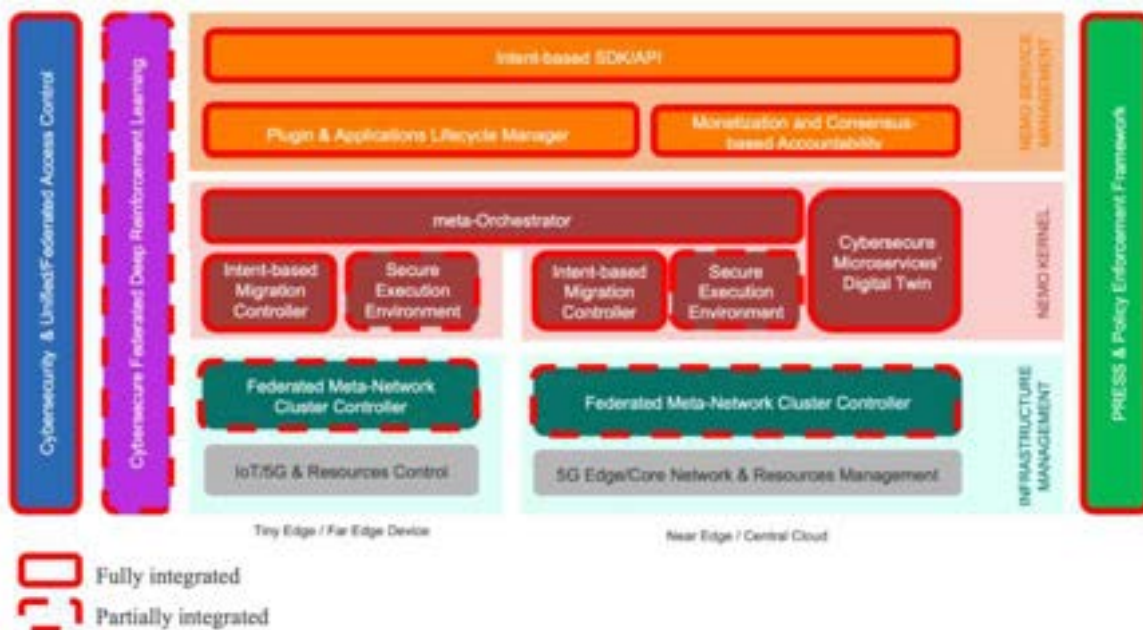 Cybersecurity & Unified/Federated Access Control
Cybersecure Federated Deep Reinforcement Learning
Intent-based SDK/API
Plugin & Applications Lifecycle Manager
Monetization and Consensus-
based Accountability
NEMO SERVICE
MANAGEMENT
meta-Orchestrator
Intent-based
Migration
Controller
Secure
Execution
Environment
Intent-based
Migration
Controller
Secure
Execution
Environment
Cybersecure
Microservices'
Digital Twin
NEMO KERNEL
Federated Meta-Network
Cluster Controller
Federated Meta-Network Cluster Controller
IoT/5G & Resources Control
5G Edge/Core Network & Resources Management
INFRASTRUCTURE
MANAGEMENT
PRESS & Policy Enforcement Framework
Tiny Edge / Far Edge Device
Near Edge / Central Cloud
Fully integrated
Partially integrated